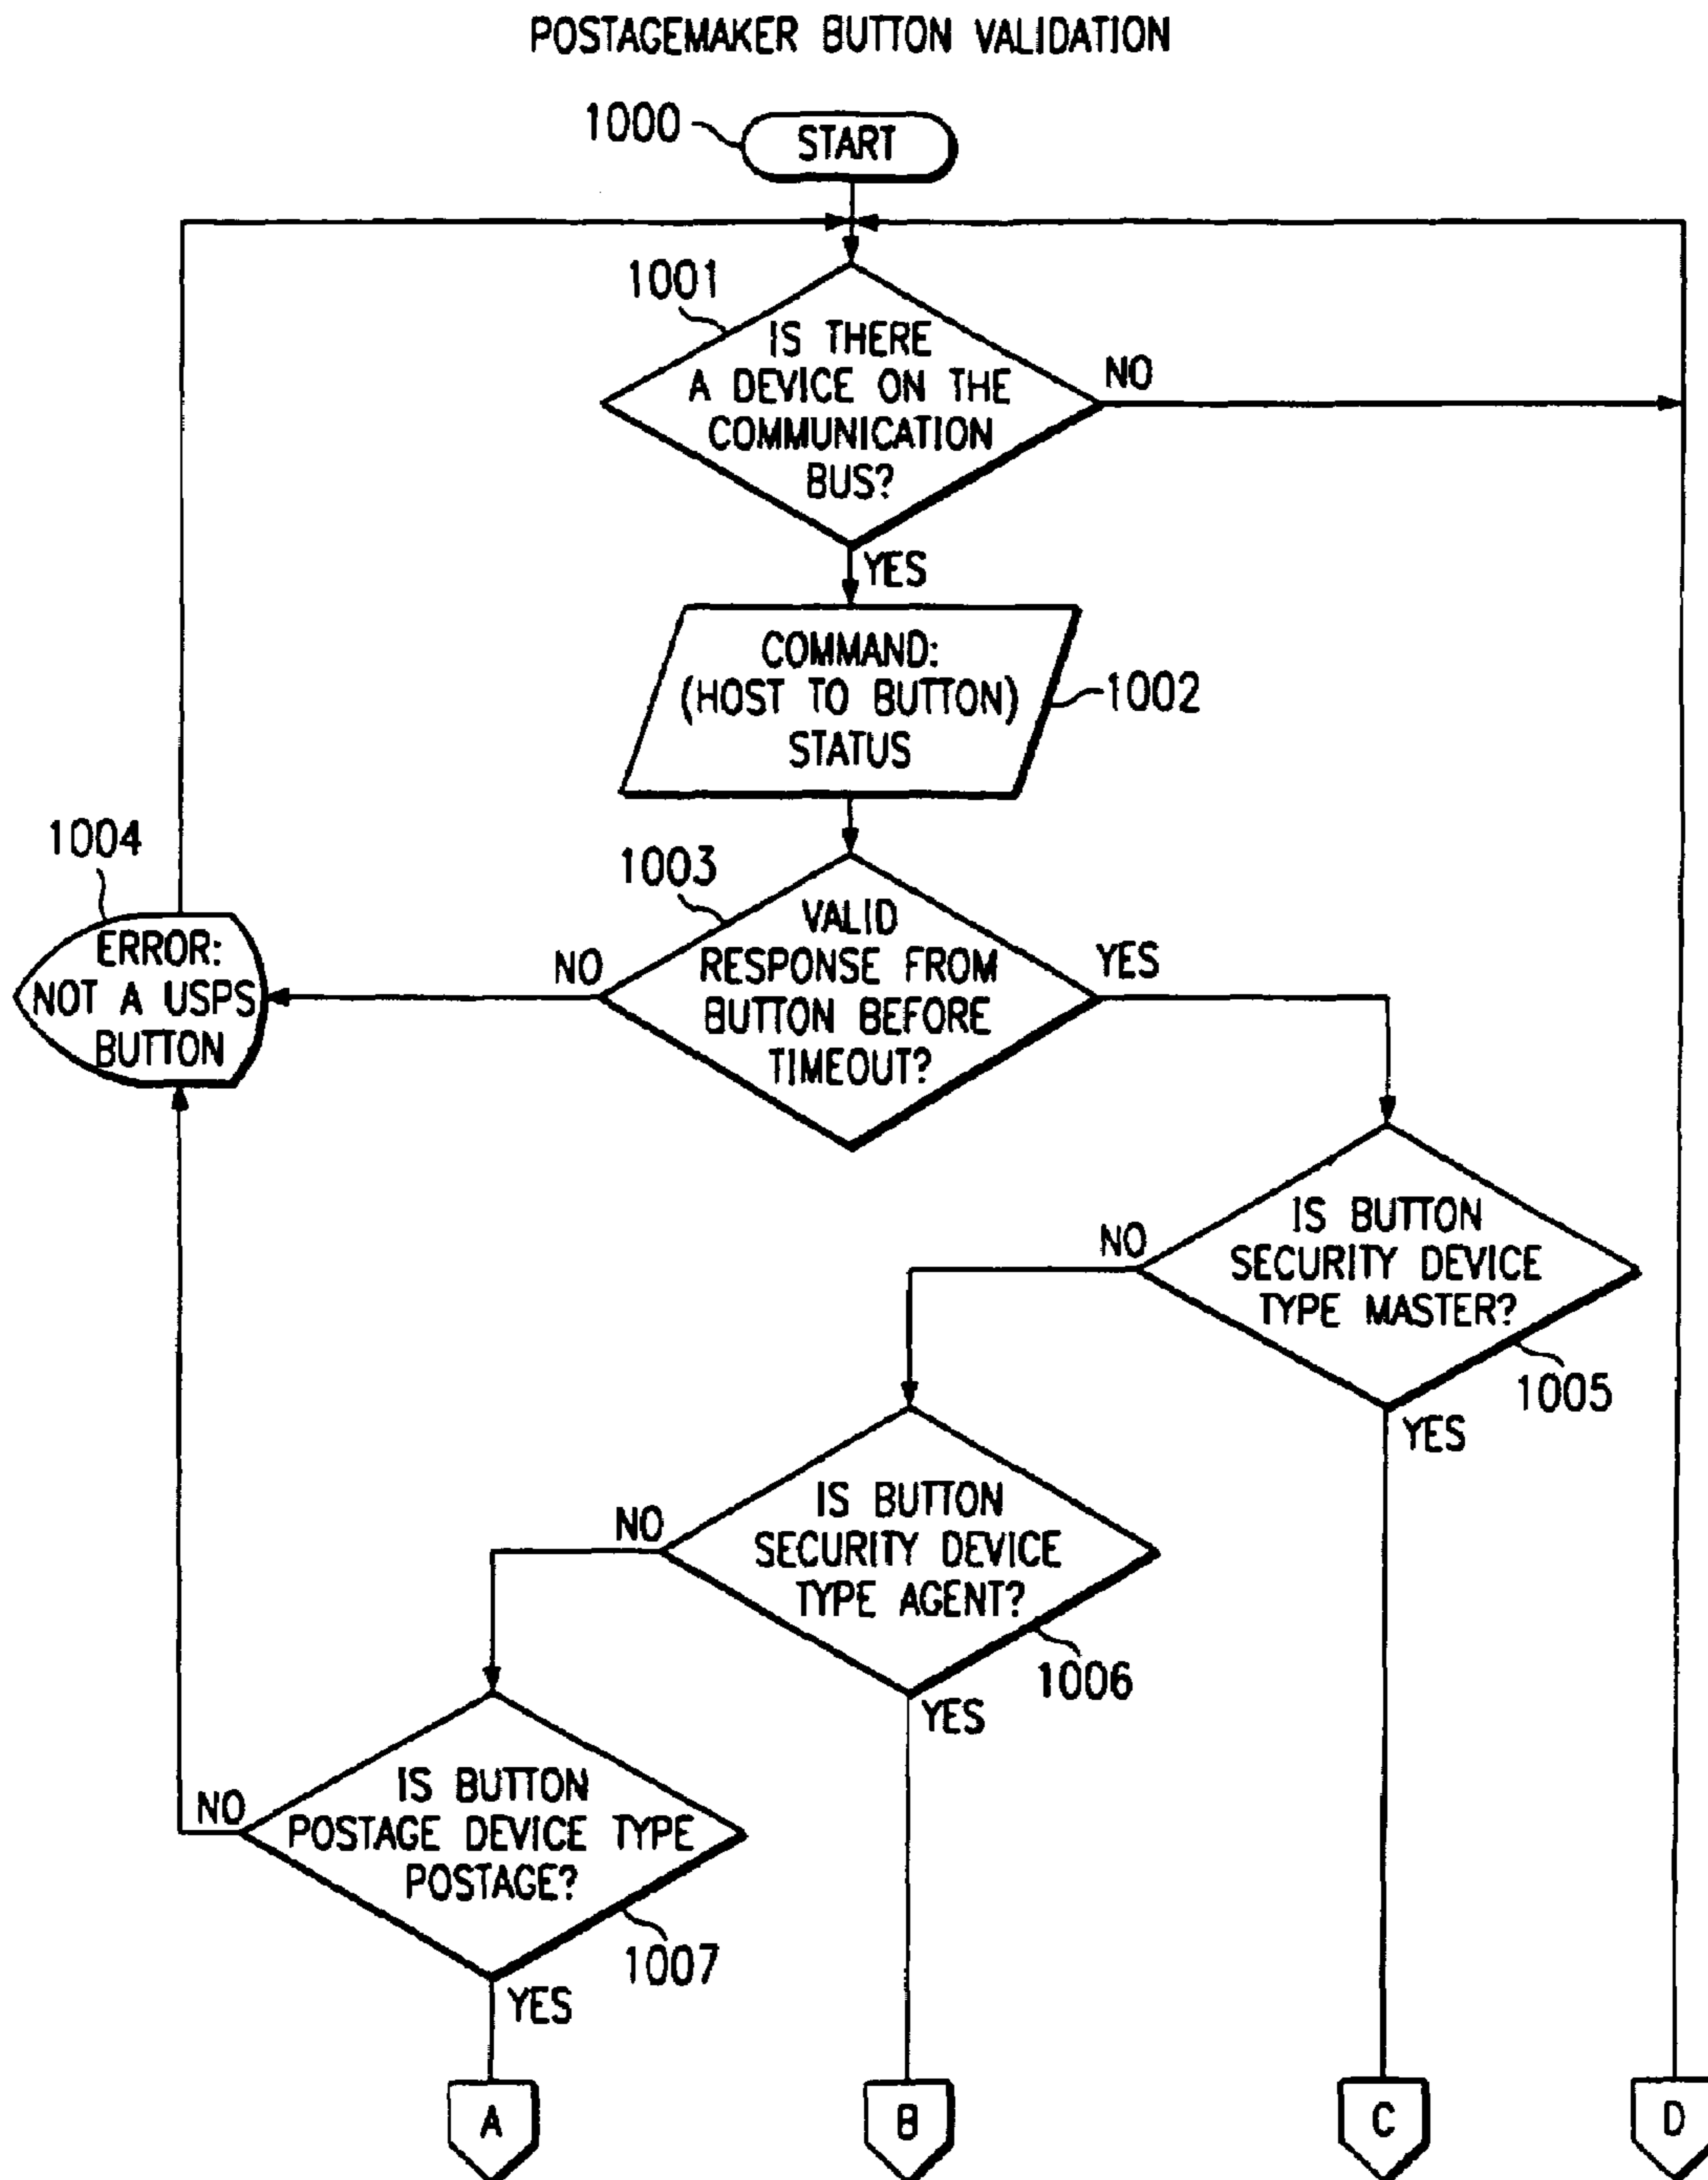 POSTAGEMAKER BUTTON VALIDATION
1000
START
1001
IS THERE
A DEVICE ON THE
COMMUNICATION
BUS?
NO
YES
COMMAND:
(HOST TO BUTTON)
STATUS
1002
1004
ERROR:
NOT A USPS
BUTTON
1003
NO
VALID
RESPONSE FROM
BUTTON BEFORE
TIMEOUT?
YES
NO
IS BUTTON
SECURITY DEVICE
TYPE MASTER?
1005
YES
NO
IS BUTTON
SECURITY DEVICE
TYPE AGENT?
1006
YES
NO
IS BUTTON
POSTAGE DEVICE TYPE
POSTAGE?
1007
YES
A
B
C
D